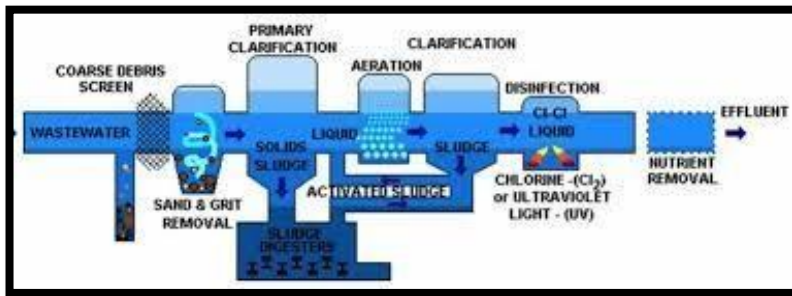 PRIMARY
CLARIFICATION
CLARIFICATION
COARSE DEBRIS
SCREEN
AERATION
DISINFECTION
EFFLUENT
WASTEWATER
SOLIDS
SLUDGE
LIQUID
SLUDGE
Cl-Cl
LIQUID
NUTRIENT
REMOVAL
SAND & GRIT
REMOVAL
ACTIVATED SLUDGE
CHLORINE -(Cl₂)
or ULTRAVIOLET
LIGHT - (UV)
SLUDGE
DIGESTERS